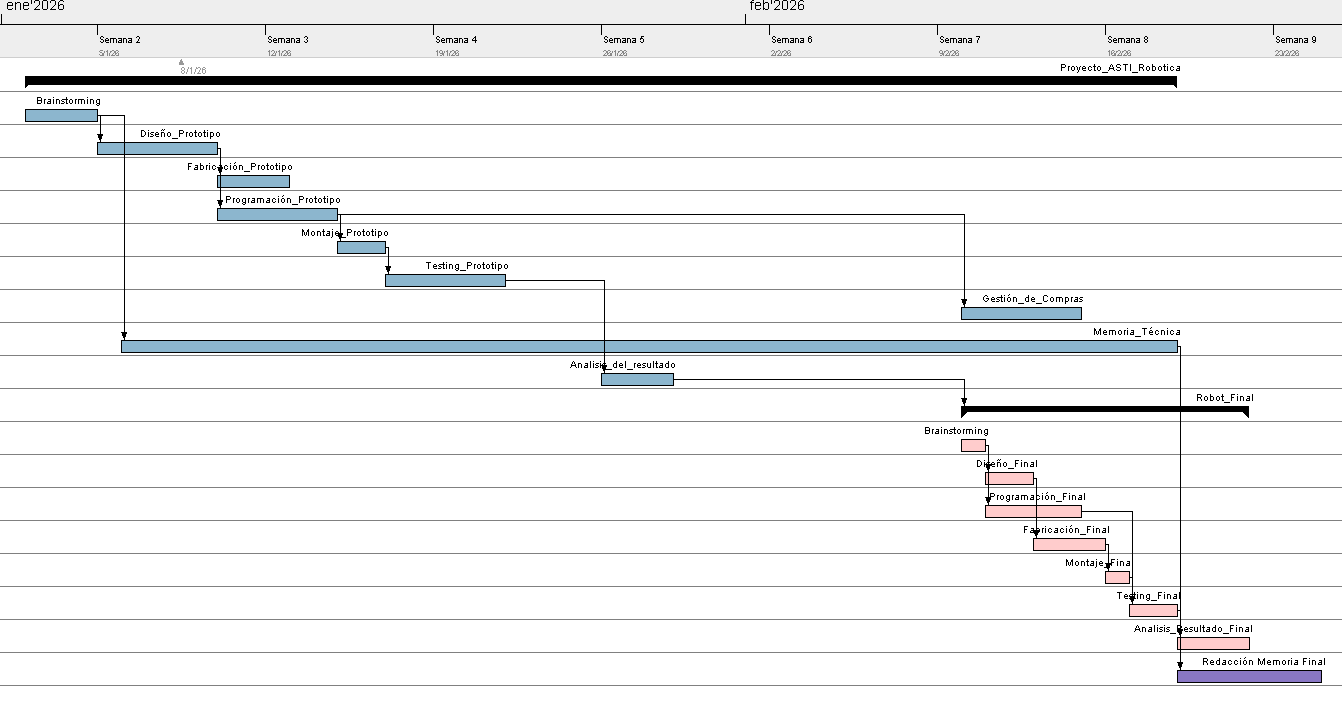 ene'2026
feb'2026
Semana 2
Semana 3
Semana 4
Semana 5
Semana 6
Semana 7
Semana 8
Semana 9
5/1/26
12/1/26
19/1/26
26/1/26
2/2/26
9/2/26
16/2/26
23/2/26
8/1/26
Proyecto_ASTI_Robotica
Brainstorming
Diseño_Prototipo
Fabricación_Prototipo
Programación_Prototipo
Montaje_Prototipo
Testing_Prototipo
Gestión_de_Compras
Memoria_Técnica
Analisis_del_resultado
Robot_Final
Brainstorming
Diseño_Final
Programación_Final
Fabricación_Final
Montaje_Final
Testing_Final
Analisis_Resultado_Final
Redacción Memoria Final